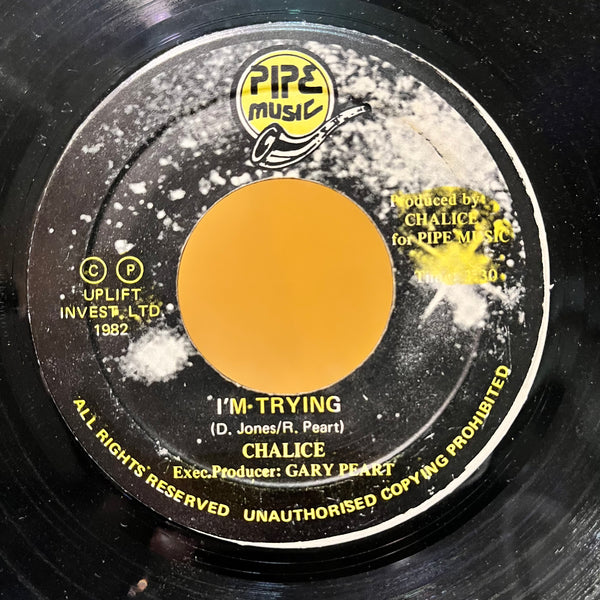 PIPE
MUSIC
Produced by:
CHALICE
for PIPE MUSIC
© ℗
UPLIFT
INVEST. LTD
1982
I'M TRYING
(D. Jones/R. Peart)
CHALICE
Exec.Producer: GARY PEART
ALL RIGHTS RESERVED UNAUTHORISED COPYING PROHIBITED